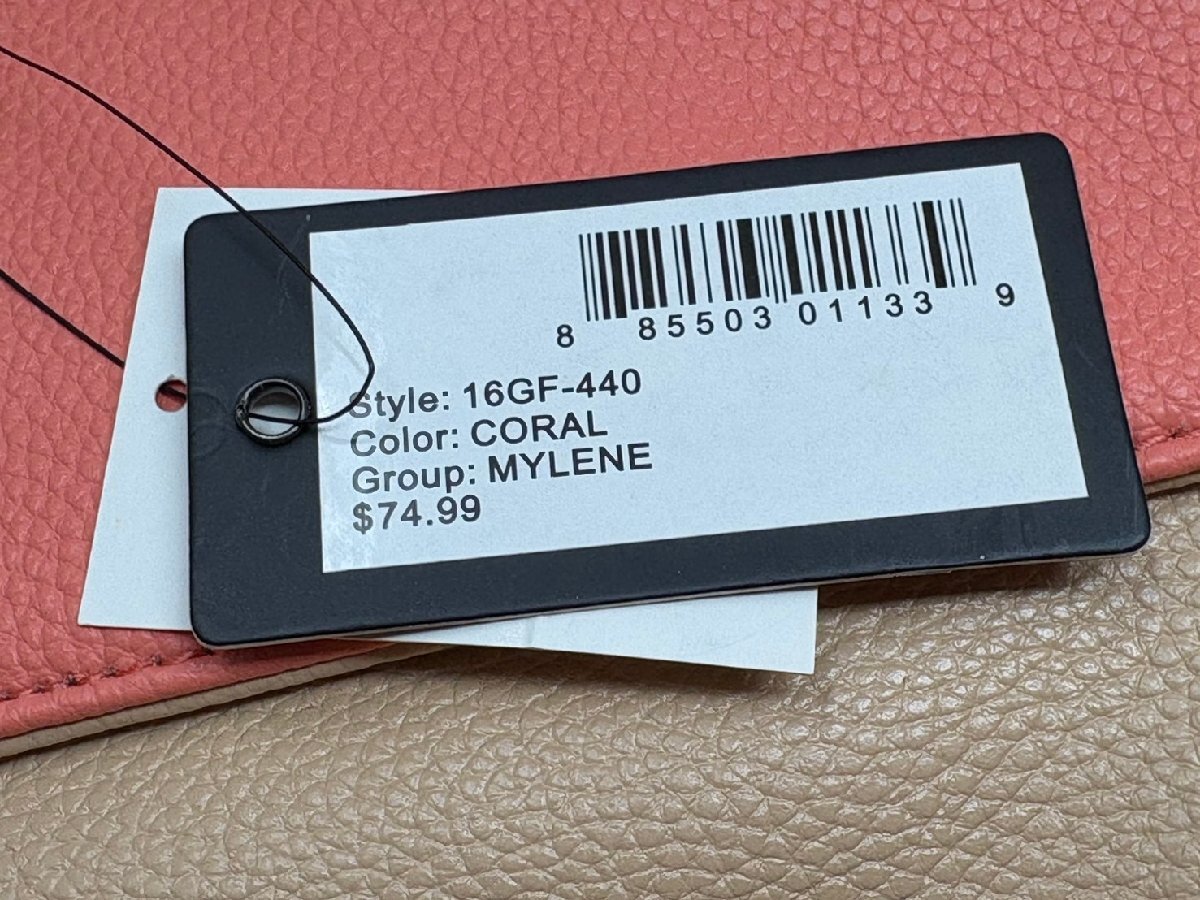 8 85503 01133 9
Style: 16GF-440
Color: CORAL
Group: MYLENE
$74.99